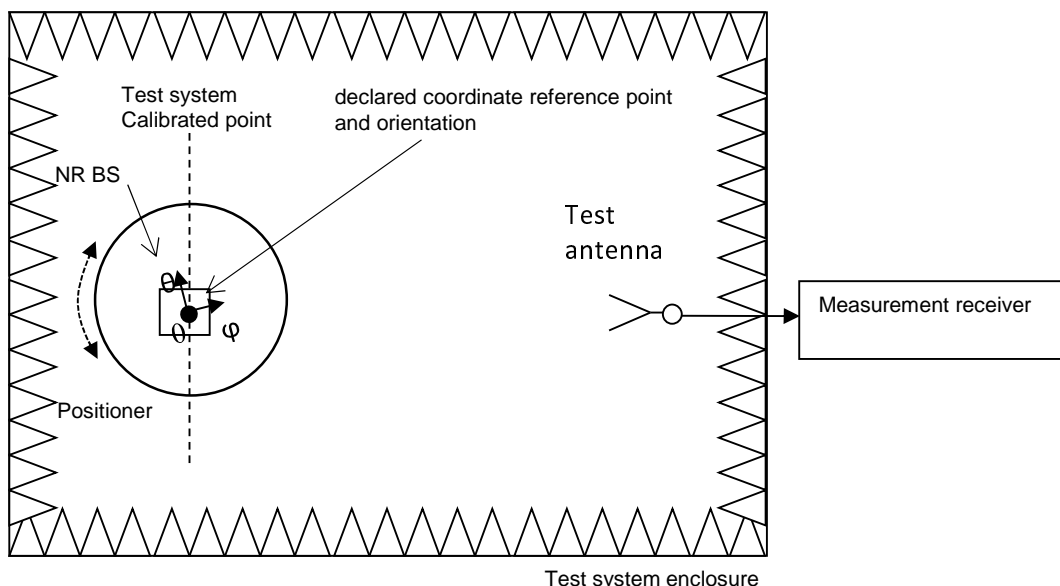 Test system
Calibrated point
declared coordinate reference point
and orientation
NR BS
Test
antenna
θ
0
φ
Measurement receiver
Positioner
Test system enclosure